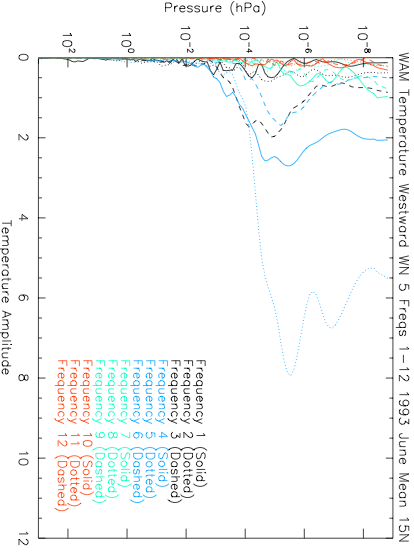 WAM Temperature Westward WN 5 Freqs 1-12 1993 June Mean 15N
Pressure (hPa)
10⁻⁸
10⁻⁶
10⁻⁴
10⁻²
10⁰
10²
Frequency 1 (Solid)
Frequency 2 (Dotted)
Frequency 3 (Dashed)
Frequency 4 (Solid)
Frequency 5 (Dotted)
Frequency 6 (Dashed)
Frequency 7 (Solid)
Frequency 8 (Dotted)
Frequency 9 (Dashed)
Frequency 10 (Solid)
Frequency 11 (Dotted)
Frequency 12 (Dashed)
0 2 4 6 8 10 12
Temperature Amplitude